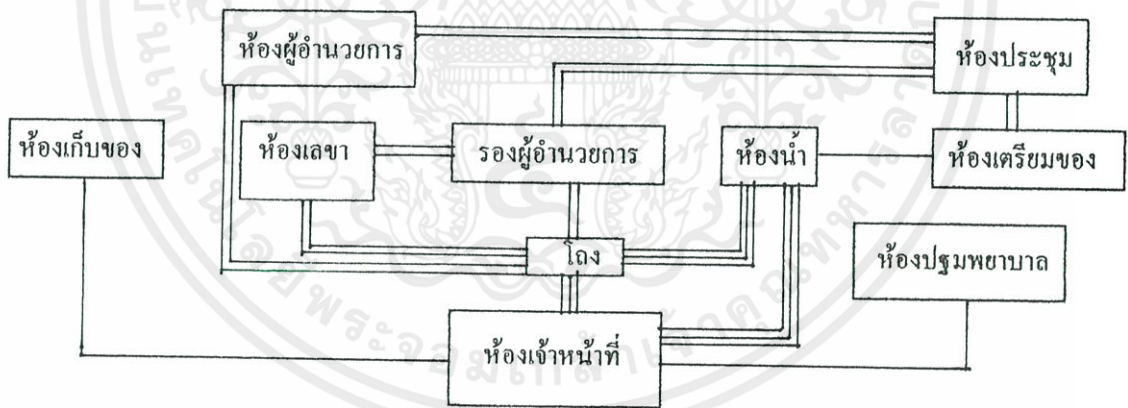 ห้องผู้อำนวยการ
ห้องประชุม
ห้องเก็บของ
ห้องเลขา
รองผู้อำนวยการ
ห้องน้ำ
ห้องเตรียมของ
โถง
ห้องปฐมพยาบาล
ห้องเจ้าหน้าที่